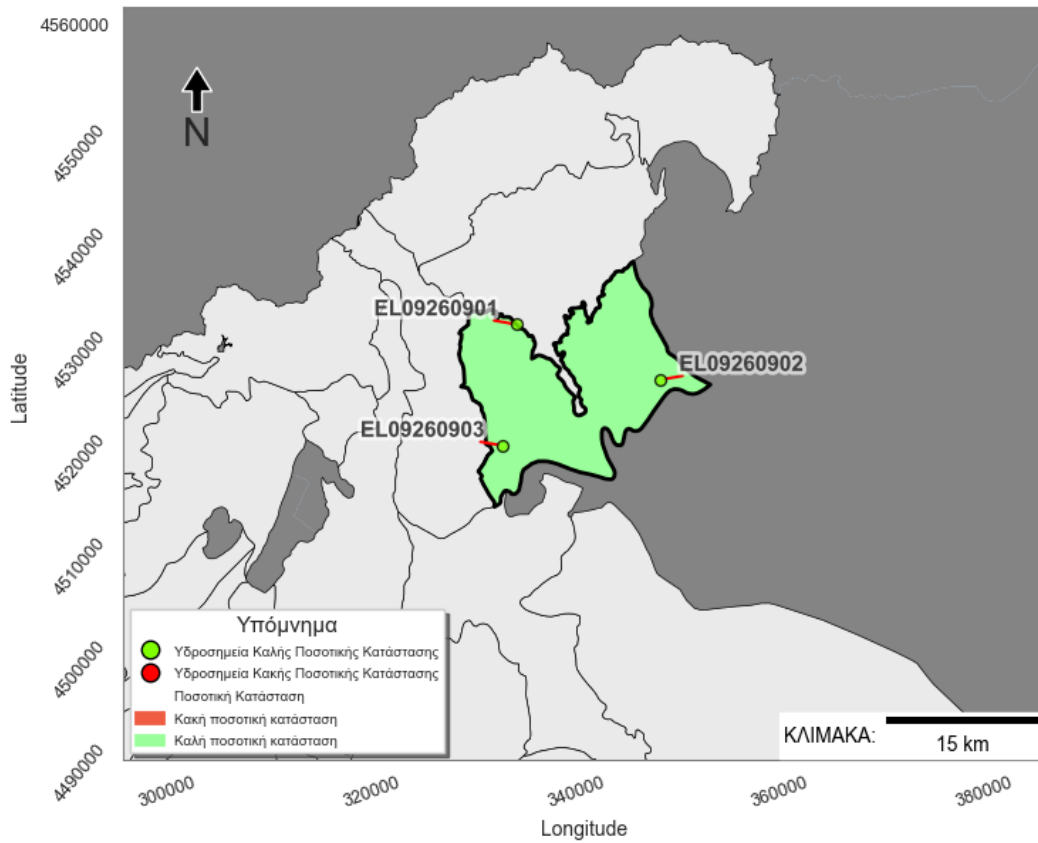 4560000
4550000
4540000
4530000
4520000
4510000
4500000
4490000
Latitude
N
EL09260901
EL09260902
EL09260903
Υπόμνημα
Υδροσημεία Καλής Ποσοτικής Κατάστασης
Υδροσημεία Κακής Ποσοτικής Κατάστασης
Ποσοτική Κατάσταση
Κακή ποσοτική κατάσταση
Καλή ποσοτική κατάσταση
ΚΛΙΜΑΚΑ:
15 km
300000
320000
340000
360000
380000
Longitude